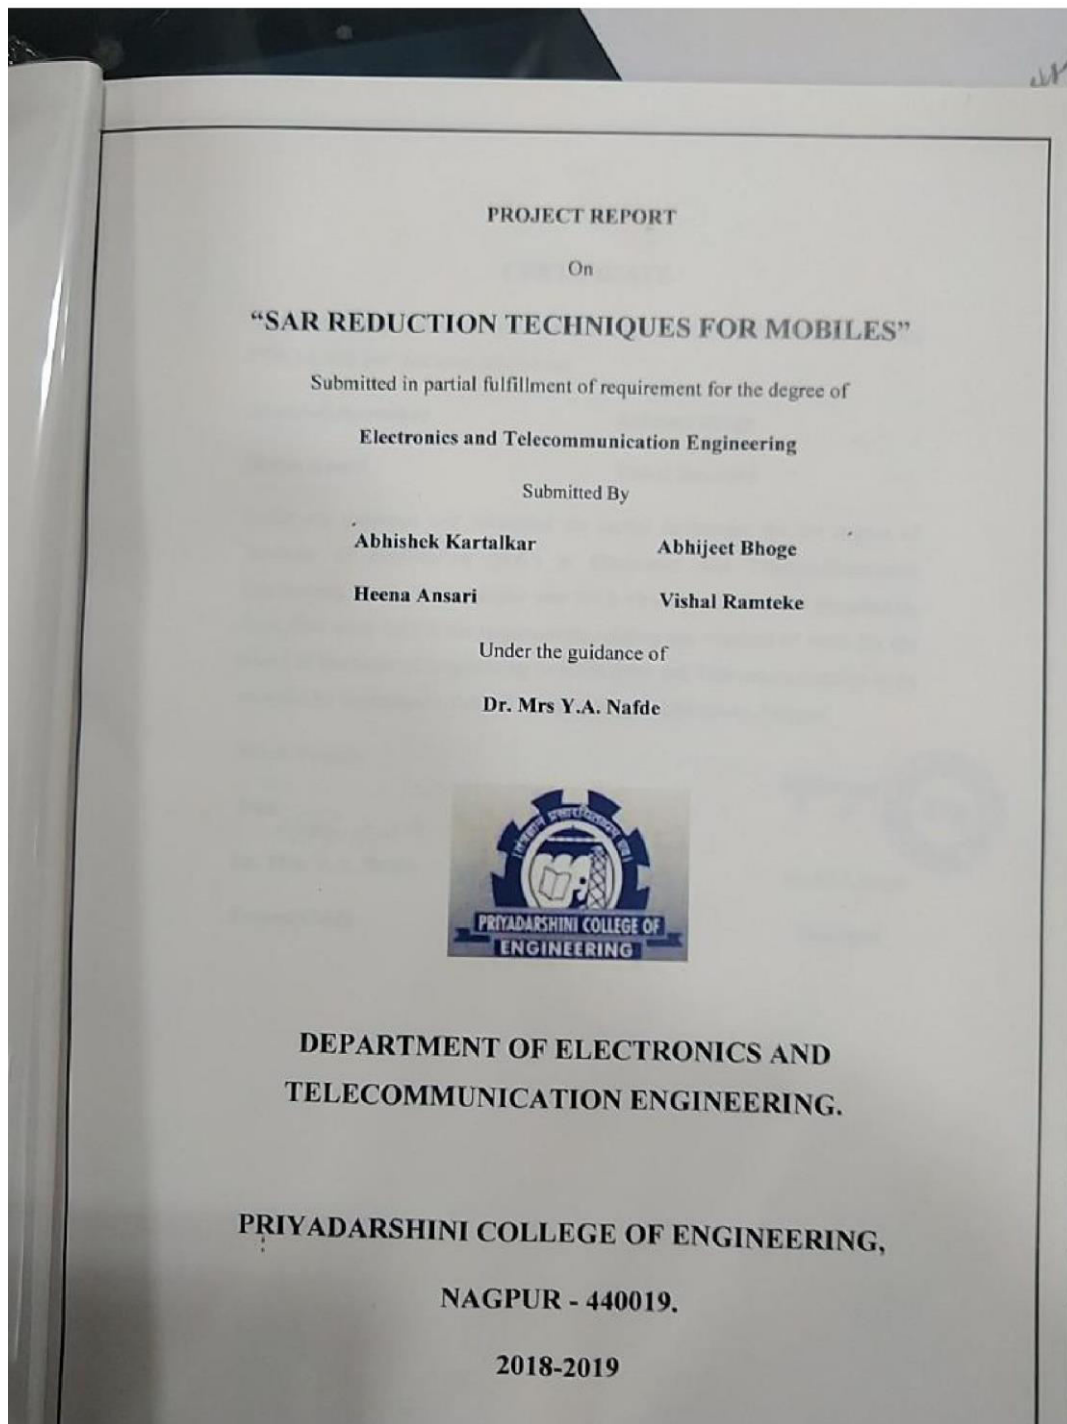 PROJECT REPORT
On
“SAR REDUCTION TECHNIQUES FOR MOBILES”
Submitted in partial fulfillment of requirement for the degree of
Electronics and Telecommunication Engineering
Submitted By
Abhishek Kartalkar Abhijeet Bhoge
Heena Ansari Vishal Ramteke
Under the guidance of
Dr. Mrs Y.A. Nafde
PRIYADARSHINI COLLEGE OF
ENGINEERING
DEPARTMENT OF ELECTRONICS AND
TELECOMMUNICATION ENGINEERING.
PRIYADARSHINI COLLEGE OF ENGINEERING,
NAGPUR - 440019.
2018-2019